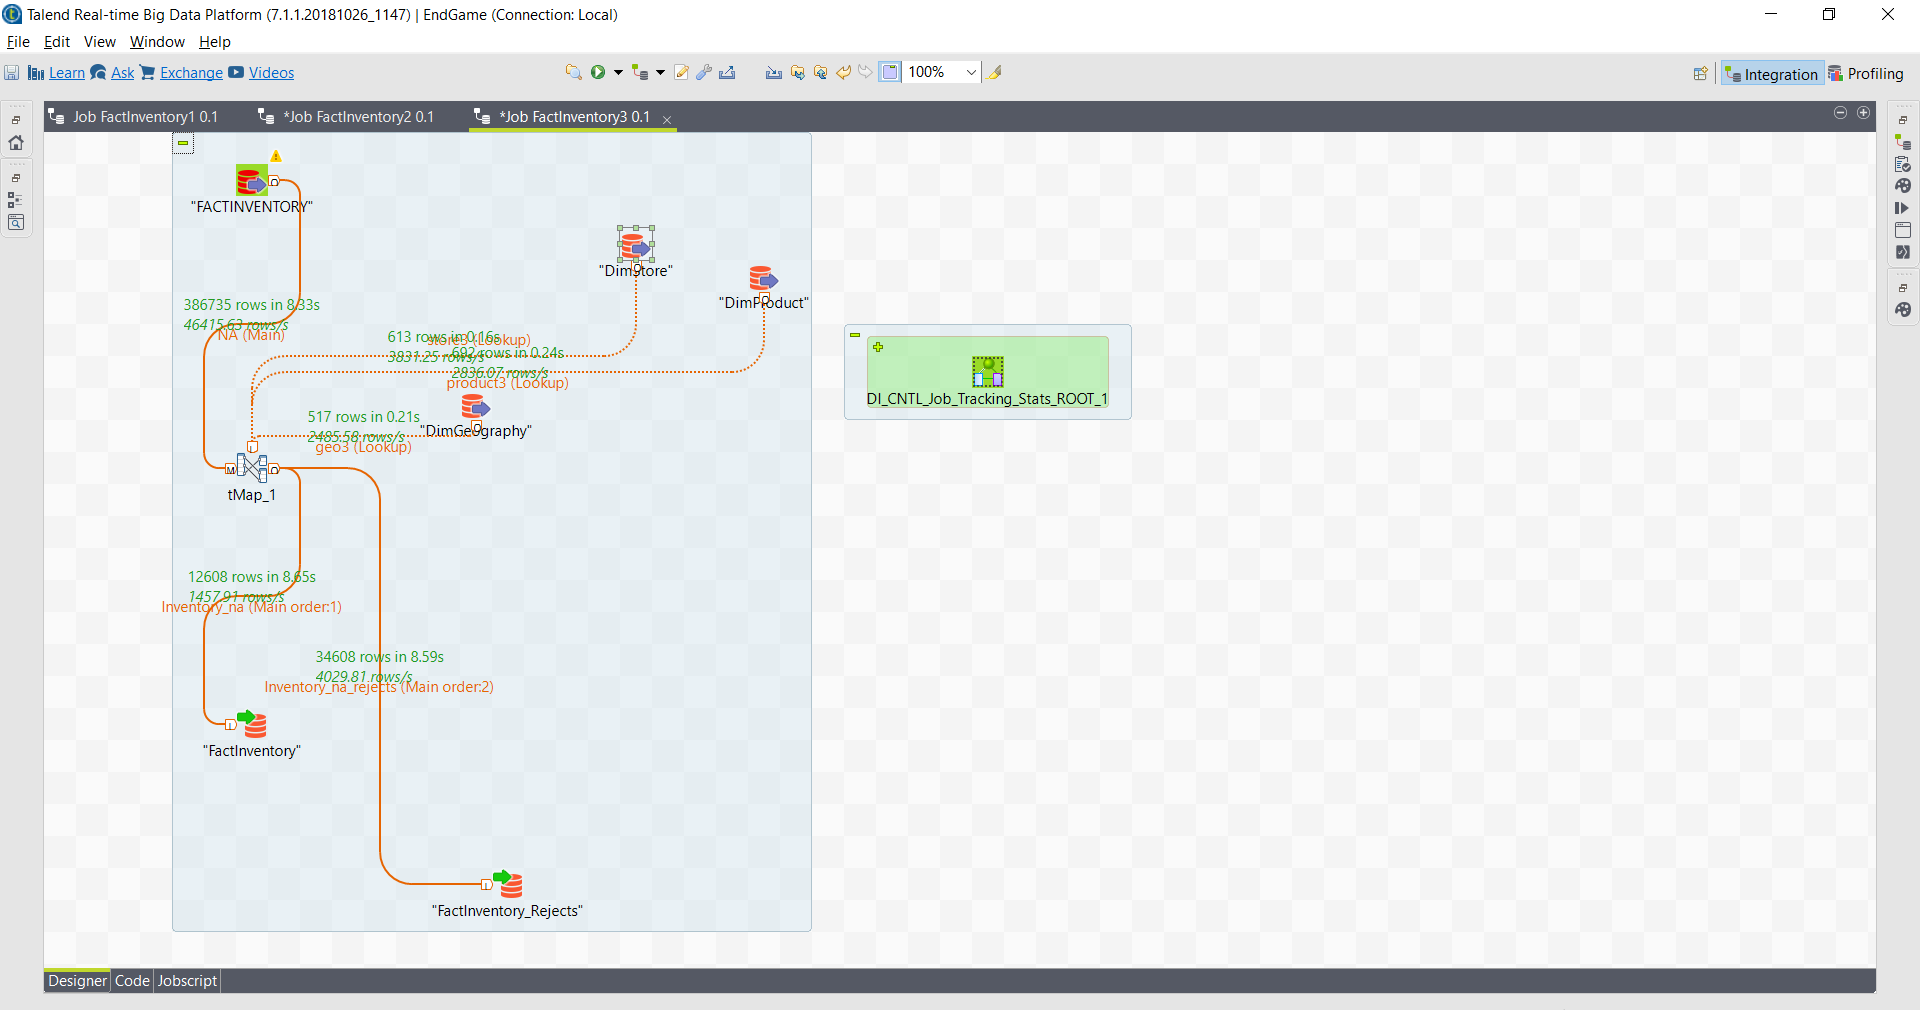 Talend Real-time Big Data Platform (7.1.1.20181026_1147) | EndGame (Connection: Local)
File Edit View Window Help
Learn Ask Exchange Videos
100%
Integration Profiling
Job FactInventory1 0.1
*Job FactInventory2 0.1
*Job FactInventory3 0.1
"FACTINVENTORY"
"DimStore"
"DimProduct"
386735 rows in 8.33s
46415.63 rows/s
NA (Main)
613 rows in 0.16s
3831.25 rows/s
store3 (Lookup)
692 rows in 0.24s
2836.07 rows/s
product3 (Lookup)
DI_CNTL_Job_Tracking_Stats_ROOT_1
517 rows in 0.21s
2485.58 rows/s
geo3 (Lookup)
"DimGeography"
tMap_1
12608 rows in 8.65s
1457.91 rows/s
Inventory_na (Main order:1)
34608 rows in 8.59s
4029.81 rows/s
Inventory_na_rejects (Main order:2)
"FactInventory"
"FactInventory_Rejects"
Designer Code Jobscript